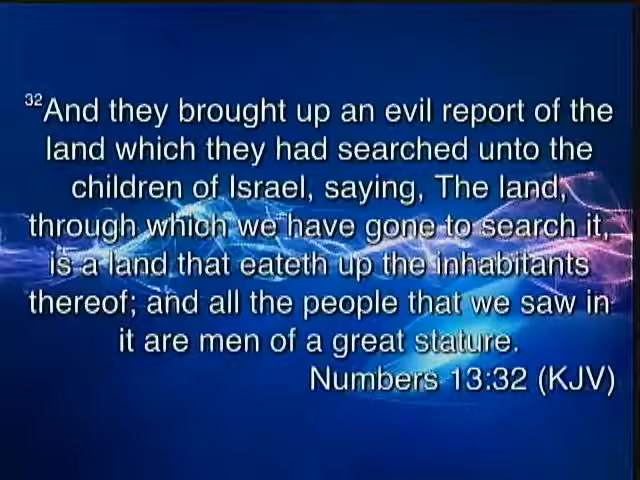 32And they brought up an evil report of the
land which they had searched unto the
children of Israel, saying, The land,
through which we have gone to search it,
is a land that eateth up the inhabitants
thereof; and all the people that we saw in
it are men of a great stature.
Numbers 13:32 (KJV)